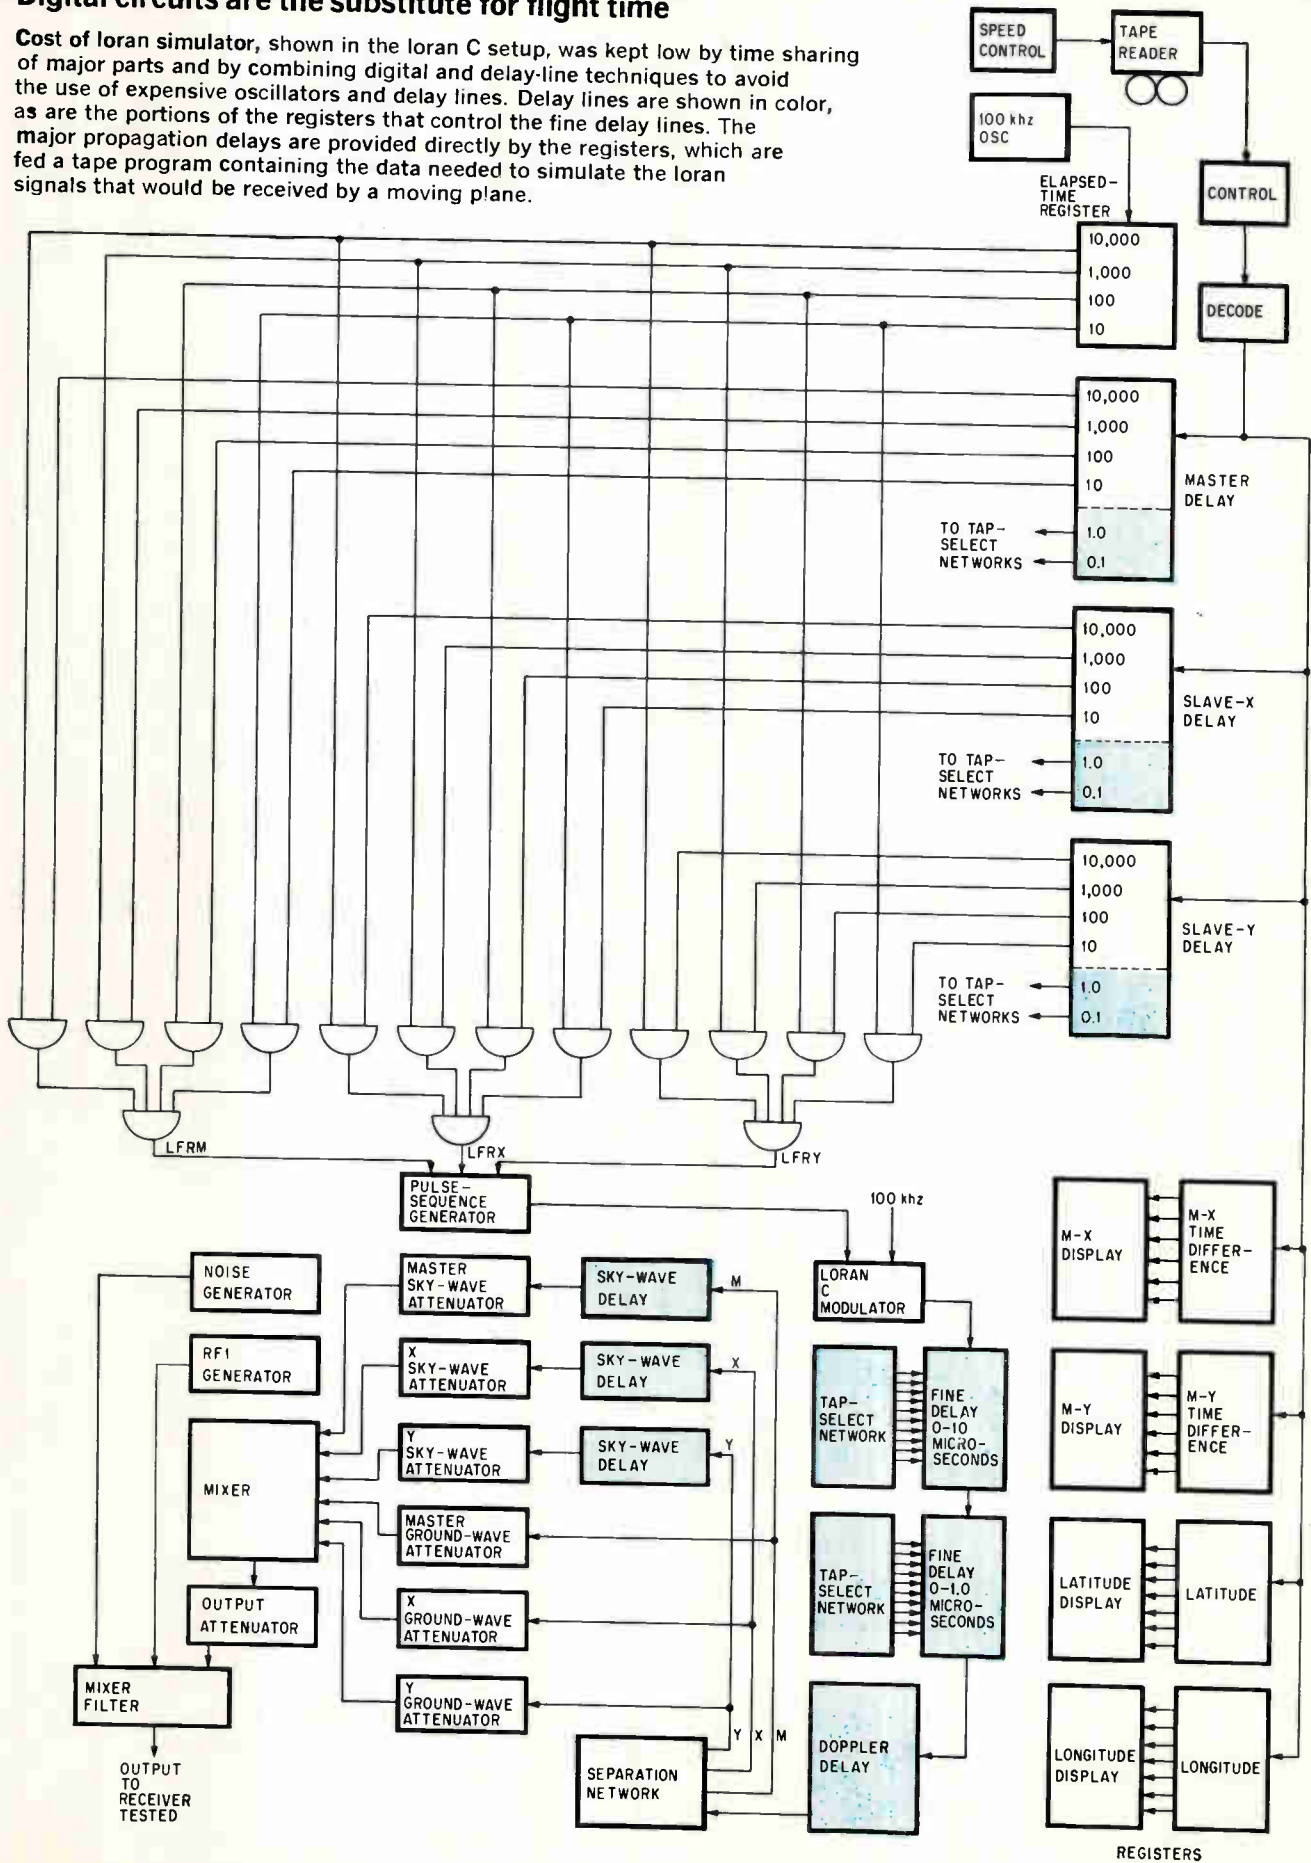 Digital circuits are the substitute for flight time
Cost of loran simulator, shown in the loran C setup, was kept low by time sharing
of major parts and by combining digital and delay-line techniques to avoid
the use of expensive oscillators and delay lines. Delay lines are shown in color,
as are the portions of the registers that control the fine delay lines. The
major propagation delays are provided directly by the registers, which are
fed a tape program containing the data needed to simulate the loran
signals that would be received by a moving plane.
SPEED
CONTROL
TAPE
READER
100 khz
OSC
CONTROL
DECODE
ELAPSED-
TIME
REGISTER
10,000
1,000
100
10
10,000
1,000
100
10
1.0
0.1
MASTER
DELAY
TO TAP-
SELECT
NETWORKS
10,000
1,000
100
10
1.0
0.1
SLAVE-X
DELAY
TO TAP-
SELECT
NETWORKS
10,000
1,000
100
10
1.0
0.1
SLAVE-Y
DELAY
TO TAP-
SELECT
NETWORKS
LFRM
LFRX
LFRY
PULSE-
SEQUENCE
GENERATOR
100 khz
LORAN
C
MODULATOR
NOISE
GENERATOR
RF1
GENERATOR
MIXER
OUTPUT
ATTENUATOR
MIXER
FILTER
OUTPUT
TO
RECEIVER
TESTED
MASTER
SKY-WAVE
ATTENUATOR
X
SKY-WAVE
ATTENUATOR
Y
SKY-WAVE
ATTENUATOR
MASTER
GROUND-WAVE
ATTENUATOR
X
GROUND-WAVE
ATTENUATOR
Y
GROUND-WAVE
ATTENUATOR
SKY-WAVE
DELAY
M
SKY-WAVE
DELAY
X
SKY-WAVE
DELAY
Y
Y X M
SEPARATION
NETWORK
TAP-
SELECT
NETWORK
FINE
DELAY
0-10
MICRO-
SECONDS
TAP-
SELECT
NETWORK
FINE
DELAY
0-1.0
MICRO-
SECONDS
DOPPLER
DELAY
M-X
DISPLAY
M-X
TIME
DIFFER-
ENCE
M-Y
DISPLAY
M-Y
TIME
DIFFER-
ENCE
LATITUDE
DISPLAY
LATITUDE
LONGITUDE
DISPLAY
LONGITUDE
REGISTERS